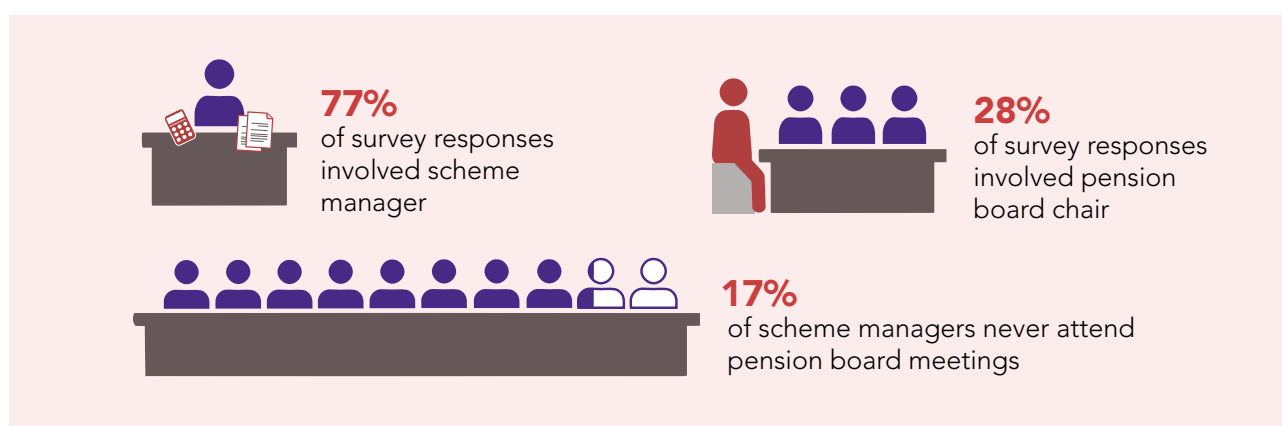 77%
of survey responses
involved scheme
manager
28%
of survey responses
involved pension
board chair
17%
of scheme managers never attend
pension board meetings